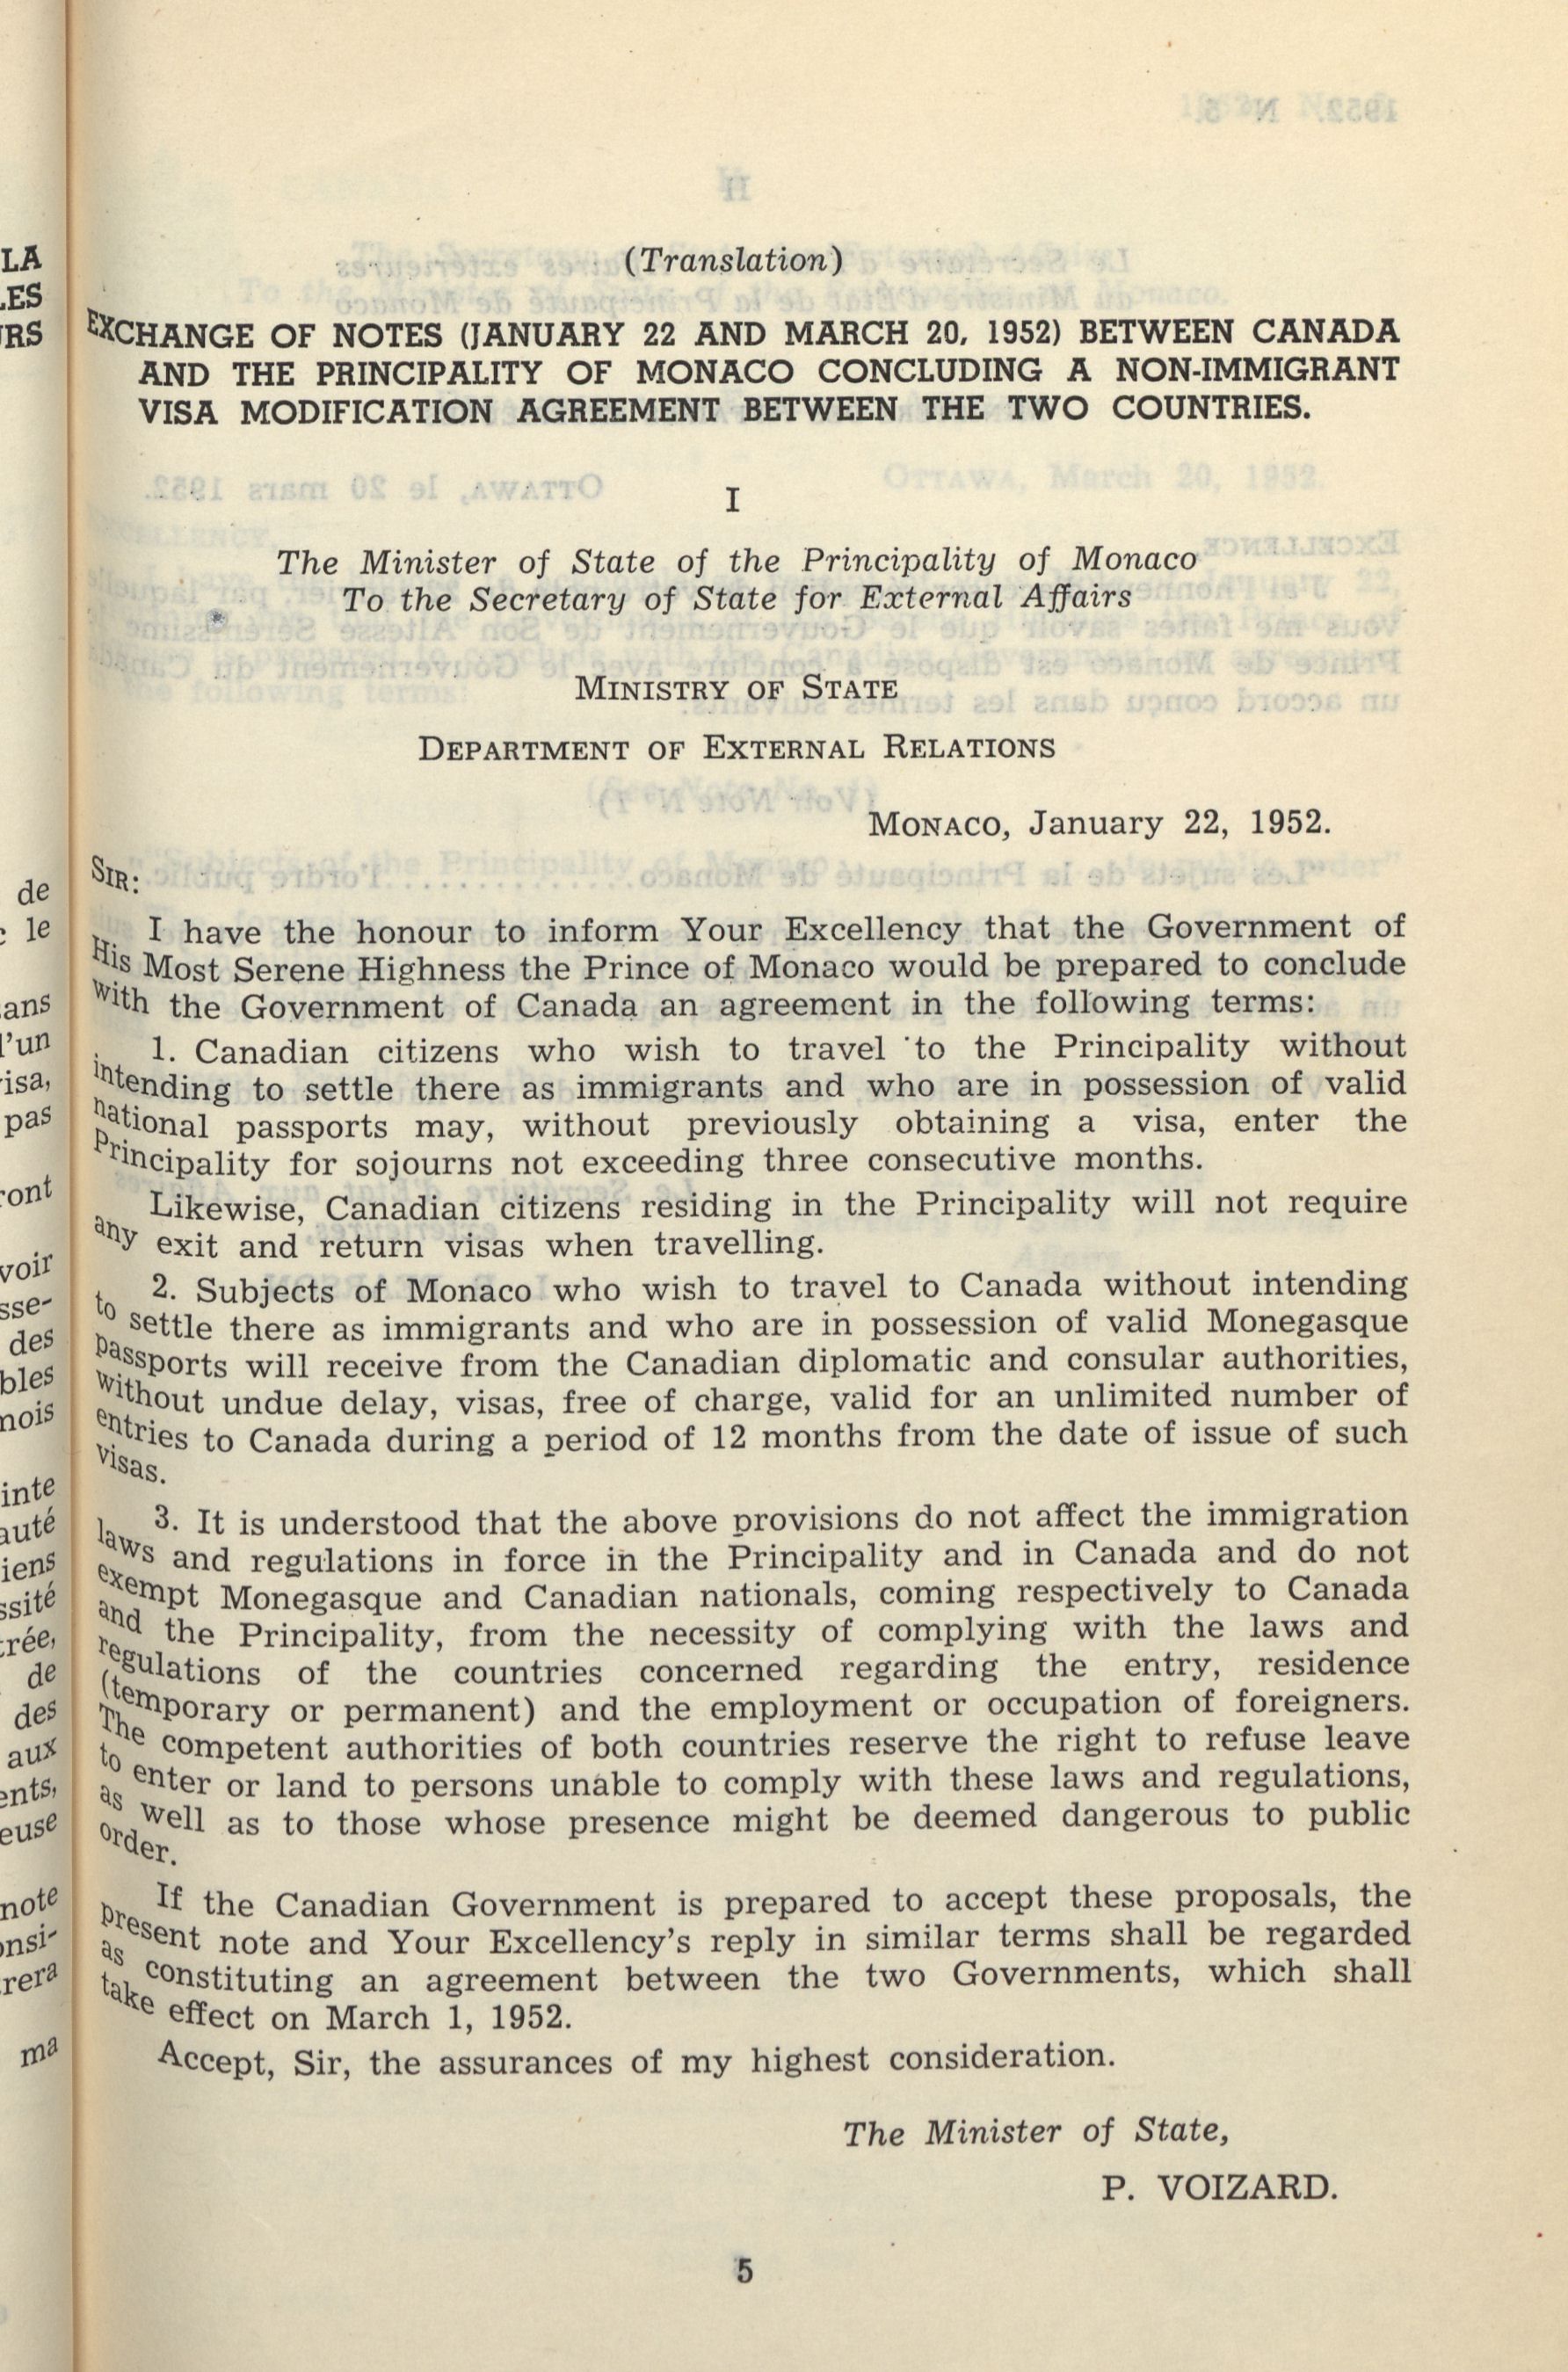 (Translation)
EXCHANGE OF NOTES (JANUARY 22 AND MARCH 20, 1952) BETWEEN CANADA
AND THE PRINCIPALITY OF MONACO CONCLUDING A NON-IMMIGRANT
VISA MODIFICATION AGREEMENT BETWEEN THE TWO COUNTRIES.
I
The Minister of State of the Principality of Monaco
To the Secretary of State for External Affairs
MINISTRY OF STATE
DEPARTMENT OF EXTERNAL RELATIONS
MONACO, January 22, 1952.
SIR:
I have the honour to inform Your Excellency that the Government of
His Most Serene Highness the Prince of Monaco would be prepared to conclude
with the Government of Canada an agreement in the following terms:
1. Canadian citizens who wish to travel to the Principality without
intending to settle there as immigrants and who are in possession of valid
national passports may, without previously obtaining a visa, enter the
Principality for sojourns not exceeding three consecutive months.
Likewise, Canadian citizens residing in the Principality will not require
any exit and return visas when travelling.
2. Subjects of Monaco who wish to travel to Canada without intending
to settle there as immigrants and who are in possession of valid Monegasque
passports will receive from the Canadian diplomatic and consular authorities,
without undue delay, visas, free of charge, valid for an unlimited number of
entries to Canada during a period of 12 months from the date of issue of such
visas.
3. It is understood that the above provisions do not affect the immigration
laws and regulations in force in the Principality and in Canada and do not
exempt Monegasque and Canadian nationals, coming respectively to Canada
and the Principality, from the necessity of complying with the laws and
regulations of the countries concerned regarding the entry, residence
(temporary or permanent) and the employment or occupation of foreigners.
The competent authorities of both countries reserve the right to refuse leave
to enter or land to persons unable to comply with these laws and regulations,
as well as to those whose presence might be deemed dangerous to public
order.
If the Canadian Government is prepared to accept these proposals, the
present note and Your Excellency's reply in similar terms shall be regarded
as constituting an agreement between the two Governments, which shall
take effect on March 1, 1952.
Accept, Sir, the assurances of my highest consideration.
The Minister of State,
P. VOIZARD.
5